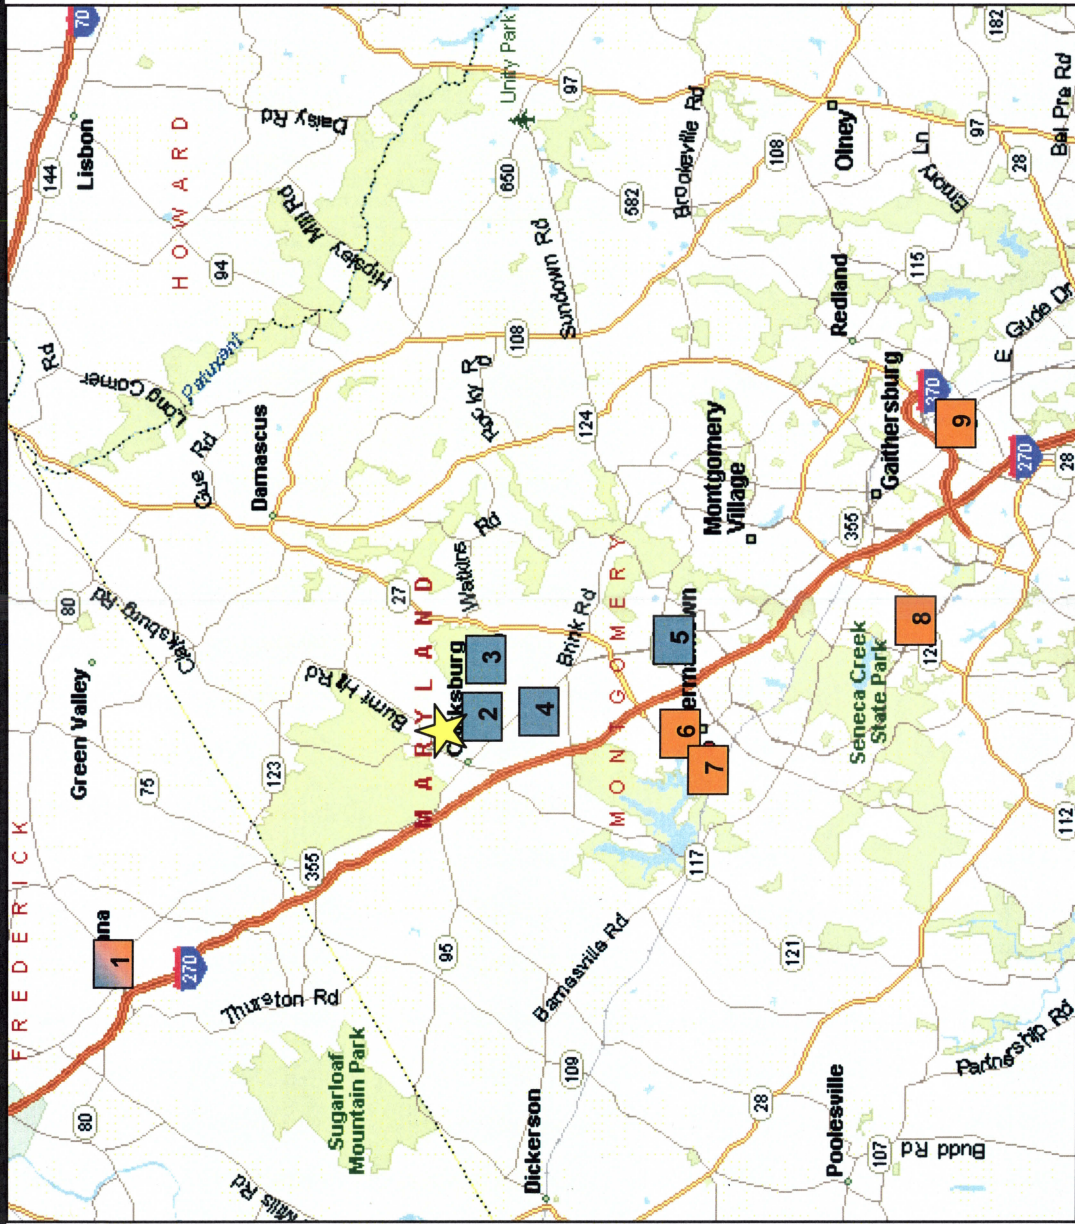 70
144
Lisbon
HOWARD
Daisy Rd
Unity Park
97
182
Bel Pre Rd
94
Hipsley Mill Rd
650
582
Brookeville Rd
108
Olney
97
28
Emory Ln
Long Corner Rd
Patuxent
Gue Rd
Damascus
108
Sundown Rd
Rocky Rd
124
Redland
115
E Gude Dr
Gaithersburg
370
9
270
28
Montgomery
Village
355
80
Green Valley
Clarksburg Rd
75
123
Burnt Hill Rd
27
Watkins Rd
Brink Rd
MARYLAND
MONTGOMERY
2
3
4
5
6
7
8
Seneca Creek
State Park
112
FREDERICK
1
270
355
Thurston Rd
95
117
Barnesville Rd
121
Sugarloaf
Mountain Park
80
Mills Rd
109
Dickerson
28
Poolesville
107
Budd Rd
Partnership Rd